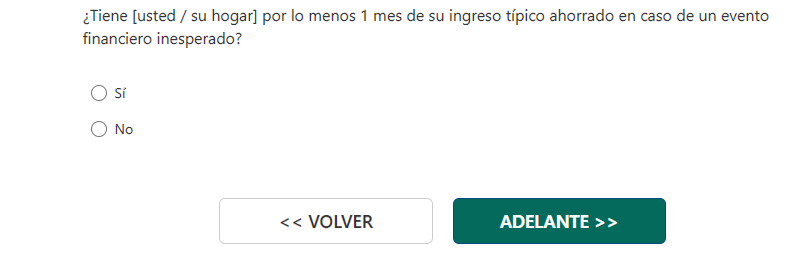 ¿Tiene [usted / su hogar] por lo menos 1 mes de su ingreso típico ahorrado en caso de un evento
financiero inesperado?
Sí
No
<< VOLVER
ADELANTE >>